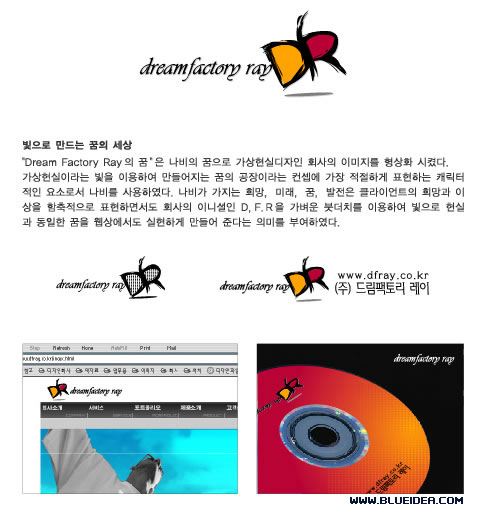 dreamfactory ray
빛으로 만드는 꿈의 세상
"Dream Factory Ray의 꿈"은 나비의 꿈으로 가상현실디자인 회사의 이미지를 형상화 시켰다.
가상현실이라는 빛을 이용하여 만들어지는 꿈의 공장이라는 컨셉에 가장 적절하게 표현하는 캐릭터
적인 요소로서 나비를 사용하였다. 나비가 가지는 희망, 미래, 꿈, 발전은 클라이언트의 희망과 이
상을 함축적으로 표현하면서도 회사의 이니셜인 D, F, R을 가벼운 붓터치를 이용하여 빛으로 현실
과 동일한 꿈을 웹상에서도 실현하게 만들어 준다는 의미를 부여하였다.
dreamfactory ray
dreamfactory ray
www.dfray.co.kr
(주) 드림팩토리 레이
Stop Refresh Home AutoFill Print Mail
dreamfactory ray
회사소개 서비스 포트폴리오 제품소개 고객
dreamfactory ray
www.dfray.co.kr
(주) 드림팩토리 레이
WWW.BLUEIDEA.COM